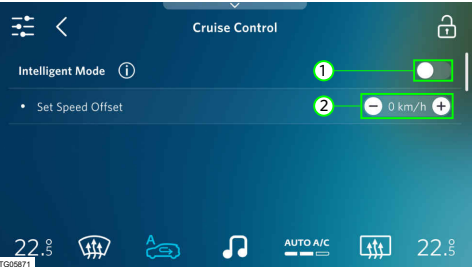 Cruise Control
Intelligent Mode i
1
• Set Speed Offset
2
− 0 km/h +
22.5 A AUTO A/C 22.5
TG05871